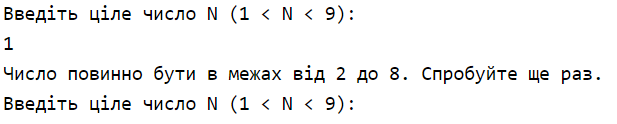 Введіть ціле число N (1 < N < 9):
1
Число повинно бути в межах від 2 до 8. Спробуйте ще раз.
Введіть ціле число N (1 < N < 9):